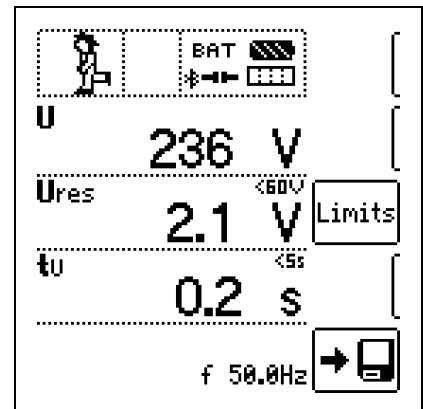 BAT
U
236 V
Ures <60V
2.1 V Limits
tU <5s
0.2 s
f 50.0Hz